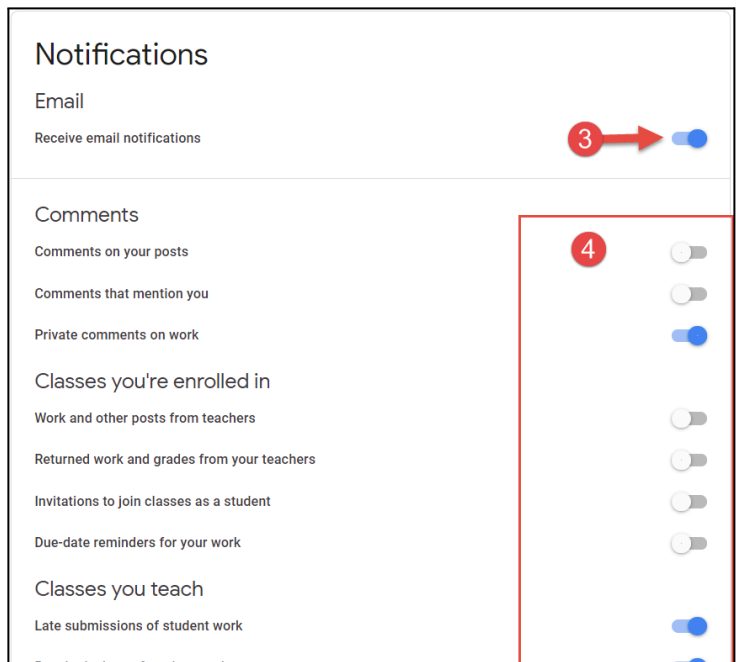 Notifications
Email
Receive email notifications
3
Comments
4
Comments on your posts
Comments that mention you
Private comments on work
Classes you're enrolled in
Work and other posts from teachers
Returned work and grades from your teachers
Invitations to join classes as a student
Due-date reminders for your work
Classes you teach
Late submissions of student work